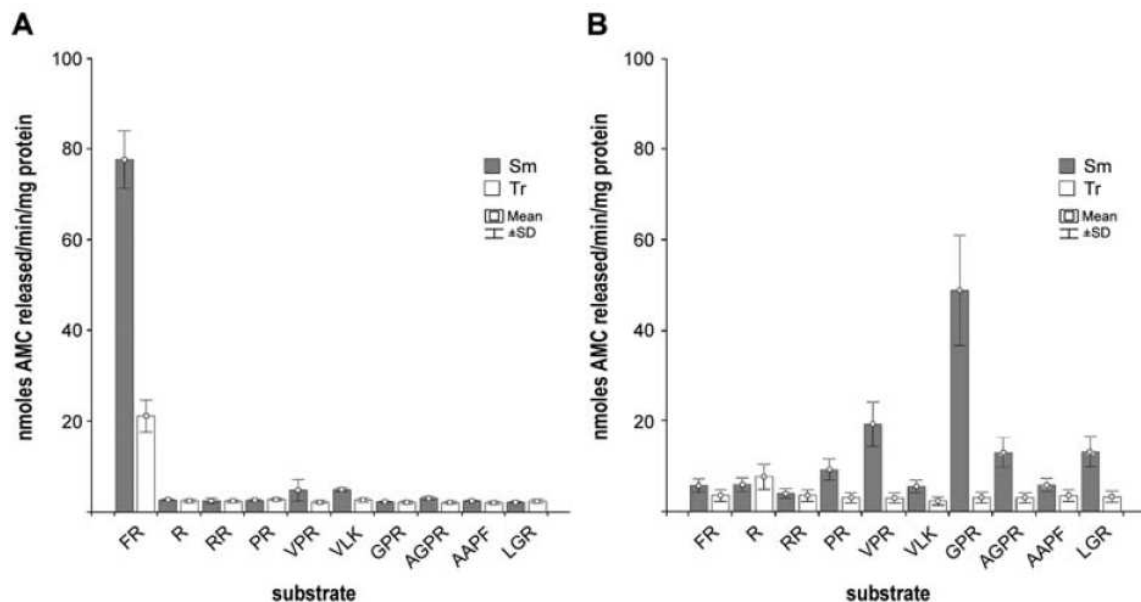 A
nmoles AMC released/min/mg protein
100
80
60
40
20
Sm
Tr
Mean
±SD
FR R RR PR VPR VLK GPR AGPR AAPF LGR
substrate
B
nmoles AMC released/min/mg protein
100
80
60
40
20
Sm
Tr
Mean
±SD
FR R RR PR VPR VLK GPR AGPR AAPF LGR
substrate